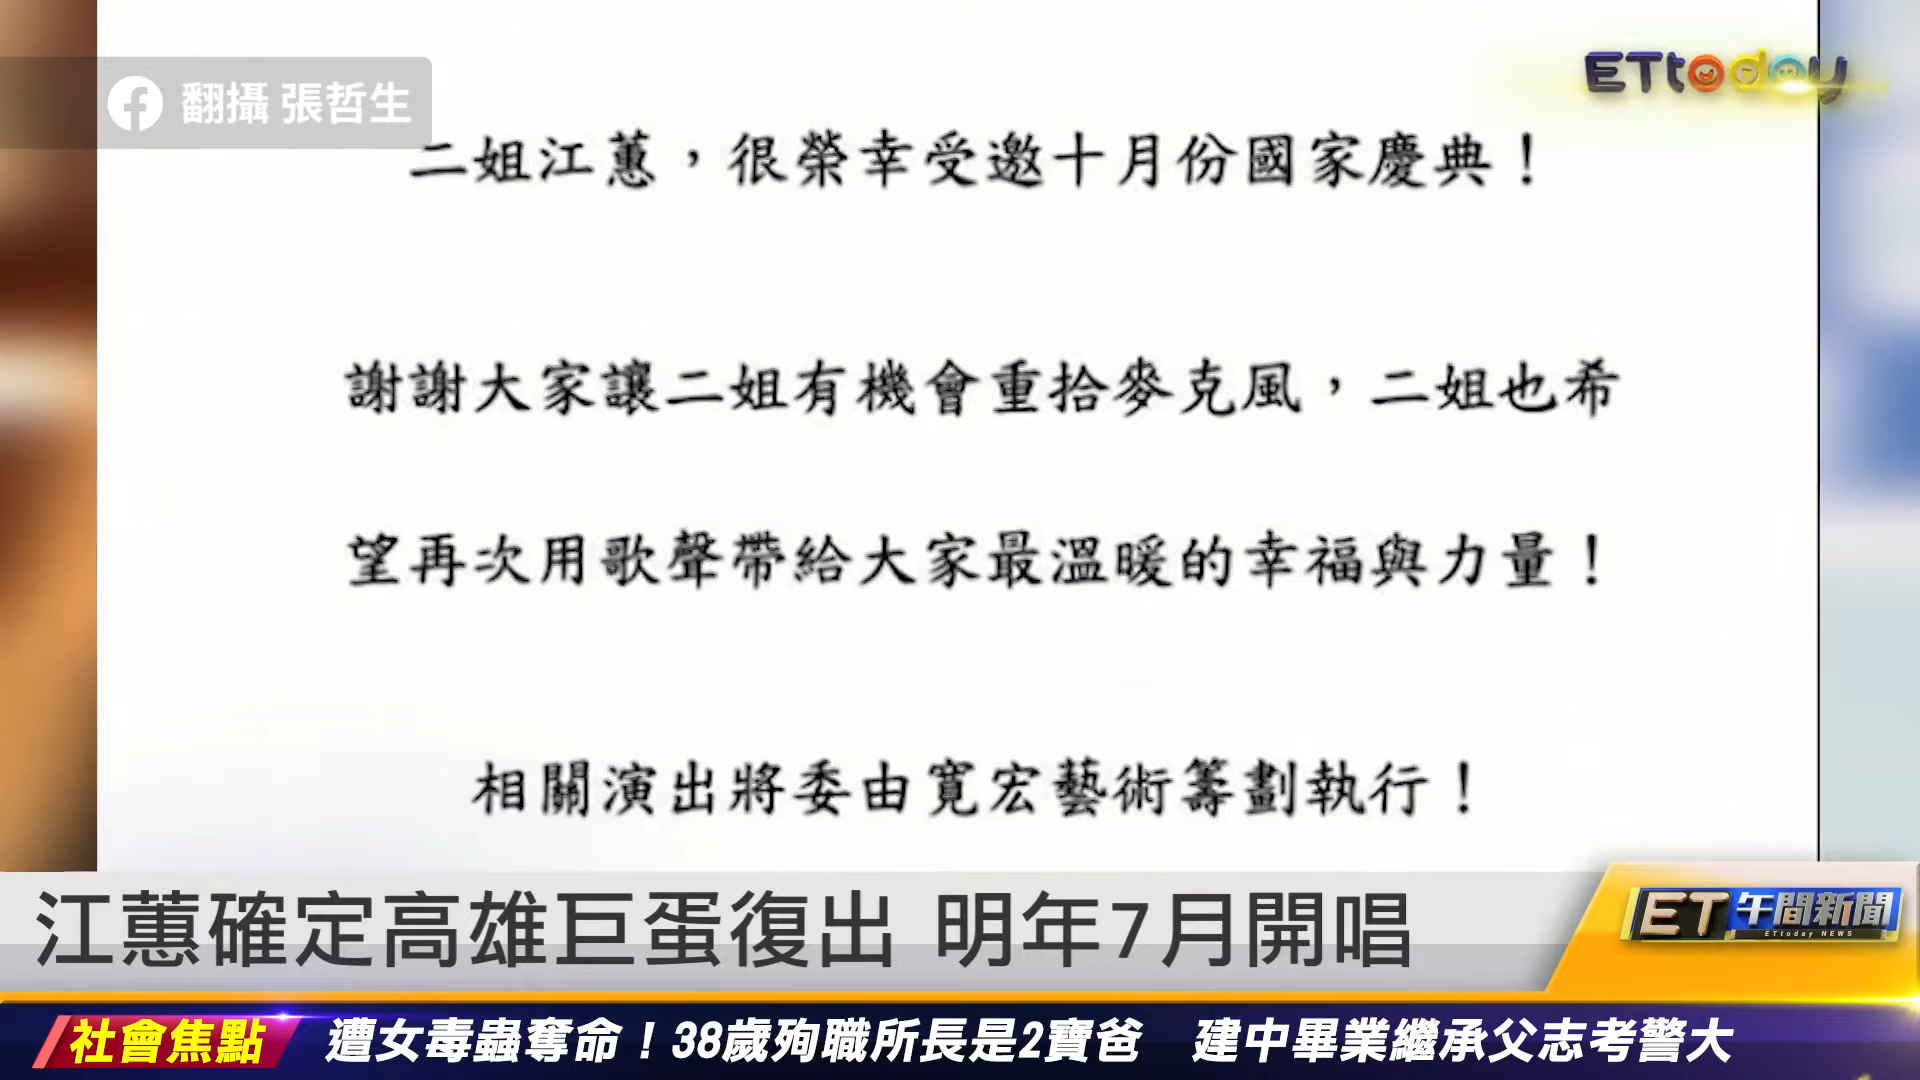 翻攝 張哲生
ETtoday
二姐江蕙，很榮幸受邀十月份國家慶典！
謝謝大家讓二姐有機會重拾麥克風，二姐也希
望再次用歌聲帶給大家最溫暖的幸福與力量！
相關演出將委由寬宏藝術籌劃執行！
江蕙確定高雄巨蛋復出 明年7月開唱
ET午間新聞
ETtoday NEWS
社會焦點
遭女毒蟲奪命！38歲殉職所長是2寶爸 建中畢業繼承父志考警大